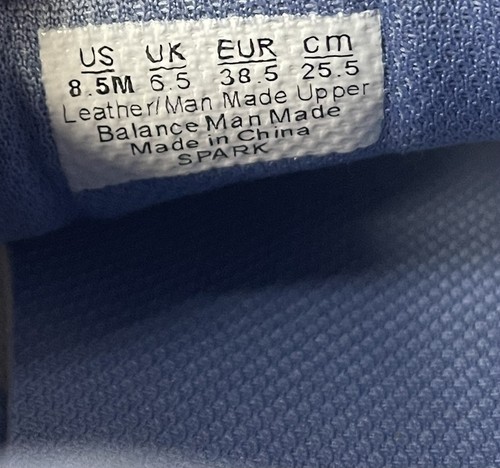 US UK EUR cm
8.5M 6.5 38.5 25.5
Leather/Man Made Upper
Balance Man Made
Made in China
SPARK